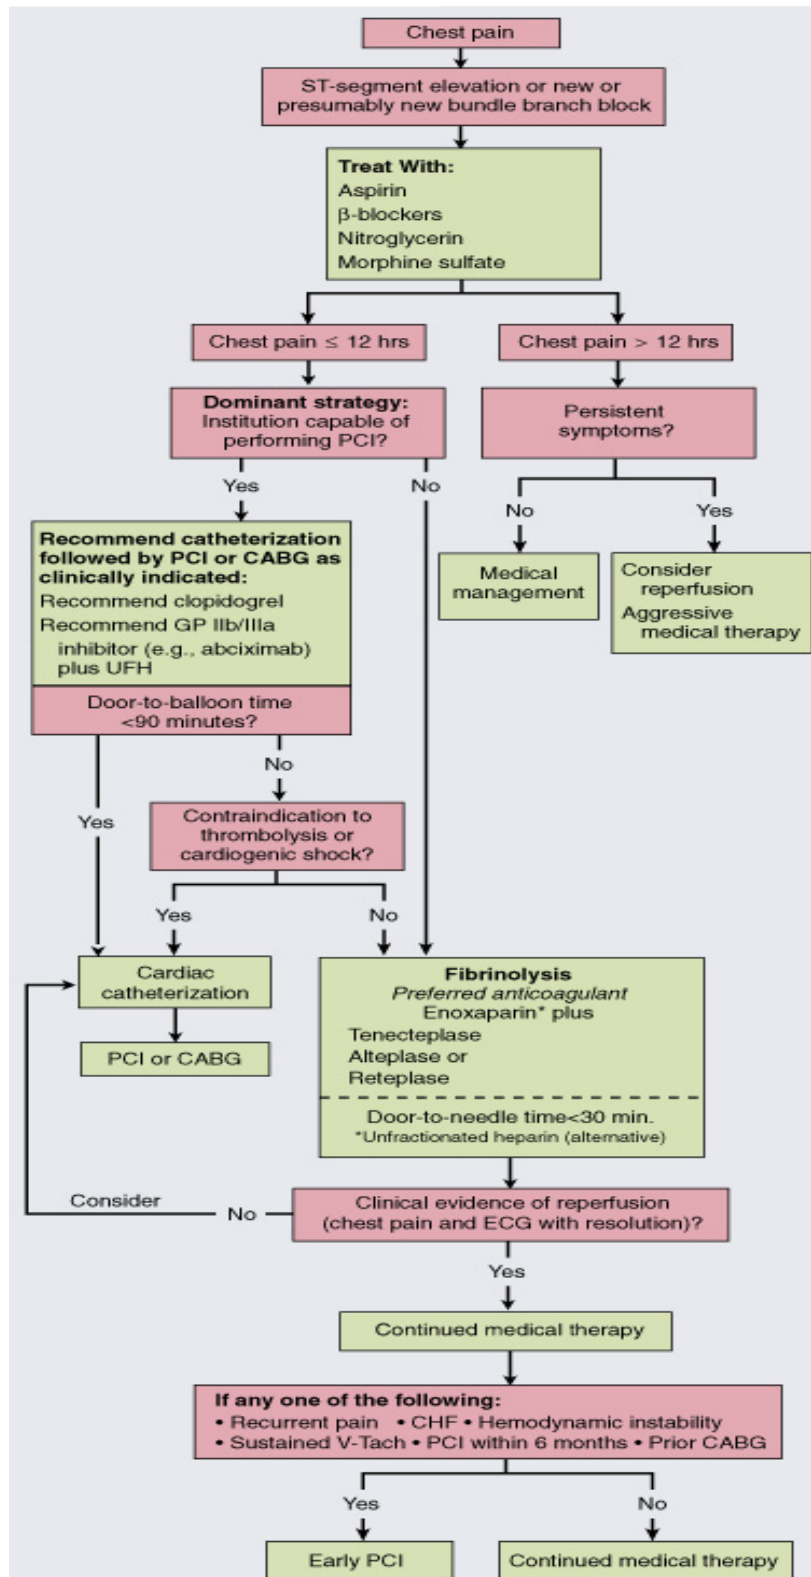 Chest pain
ST-segment elevation or new or
presumably new bundle branch block
Treat With:
Aspirin
β-blockers
Nitroglycerin
Morphine sulfate
Chest pain ≤ 12 hrs
Chest pain > 12 hrs
Dominant strategy:
Institution capable of
performing PCI?
Persistent
symptoms?
Yes
No
No
Yes
Recommend catheterization
followed by PCI or CABG as
clinically indicated:
Recommend clopidogrel
Recommend GP IIb/IIIa
inhibitor (e.g., abciximab)
plus UFH
Medical
management
Consider
reperfusion
Aggressive
medical therapy
Door-to-balloon time
<90 minutes?
No
Yes
Contraindication to
thrombolysis or
cardiogenic shock?
Yes
No
Cardiac
catheterization
PCI or CABG
Fibrinolysis
Preferred anticoagulant
Enoxaparin* plus
Tenecteplase
Alteplase or
Reteplase
Door-to-needle time<30 min.
*Unfractionated heparin (alternative)
Consider
No
Clinical evidence of reperfusion
(chest pain and ECG with resolution)?
Yes
Continued medical therapy
If any one of the following:
• Recurrent pain • CHF • Hemodynamic instability
• Sustained V-Tach • PCI within 6 months • Prior CABG
Yes
No
Early PCI
Continued medical therapy